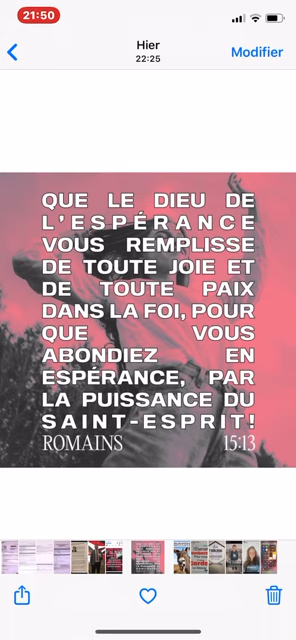 21:50
Hier
22:25
Modifier
QUE LE DIEU DE
L'ESPÉRANCE
VOUS REMPLISSE
DE TOUTE JOIE ET
DE TOUTE PAIX
DANS LA FOI, POUR
QUE VOUS
ABONDIEZ EN
ESPÉRANCE, PAR
LA PUISSANCE DU
SAINT-ESPRIT!
ROMAINS 15:13